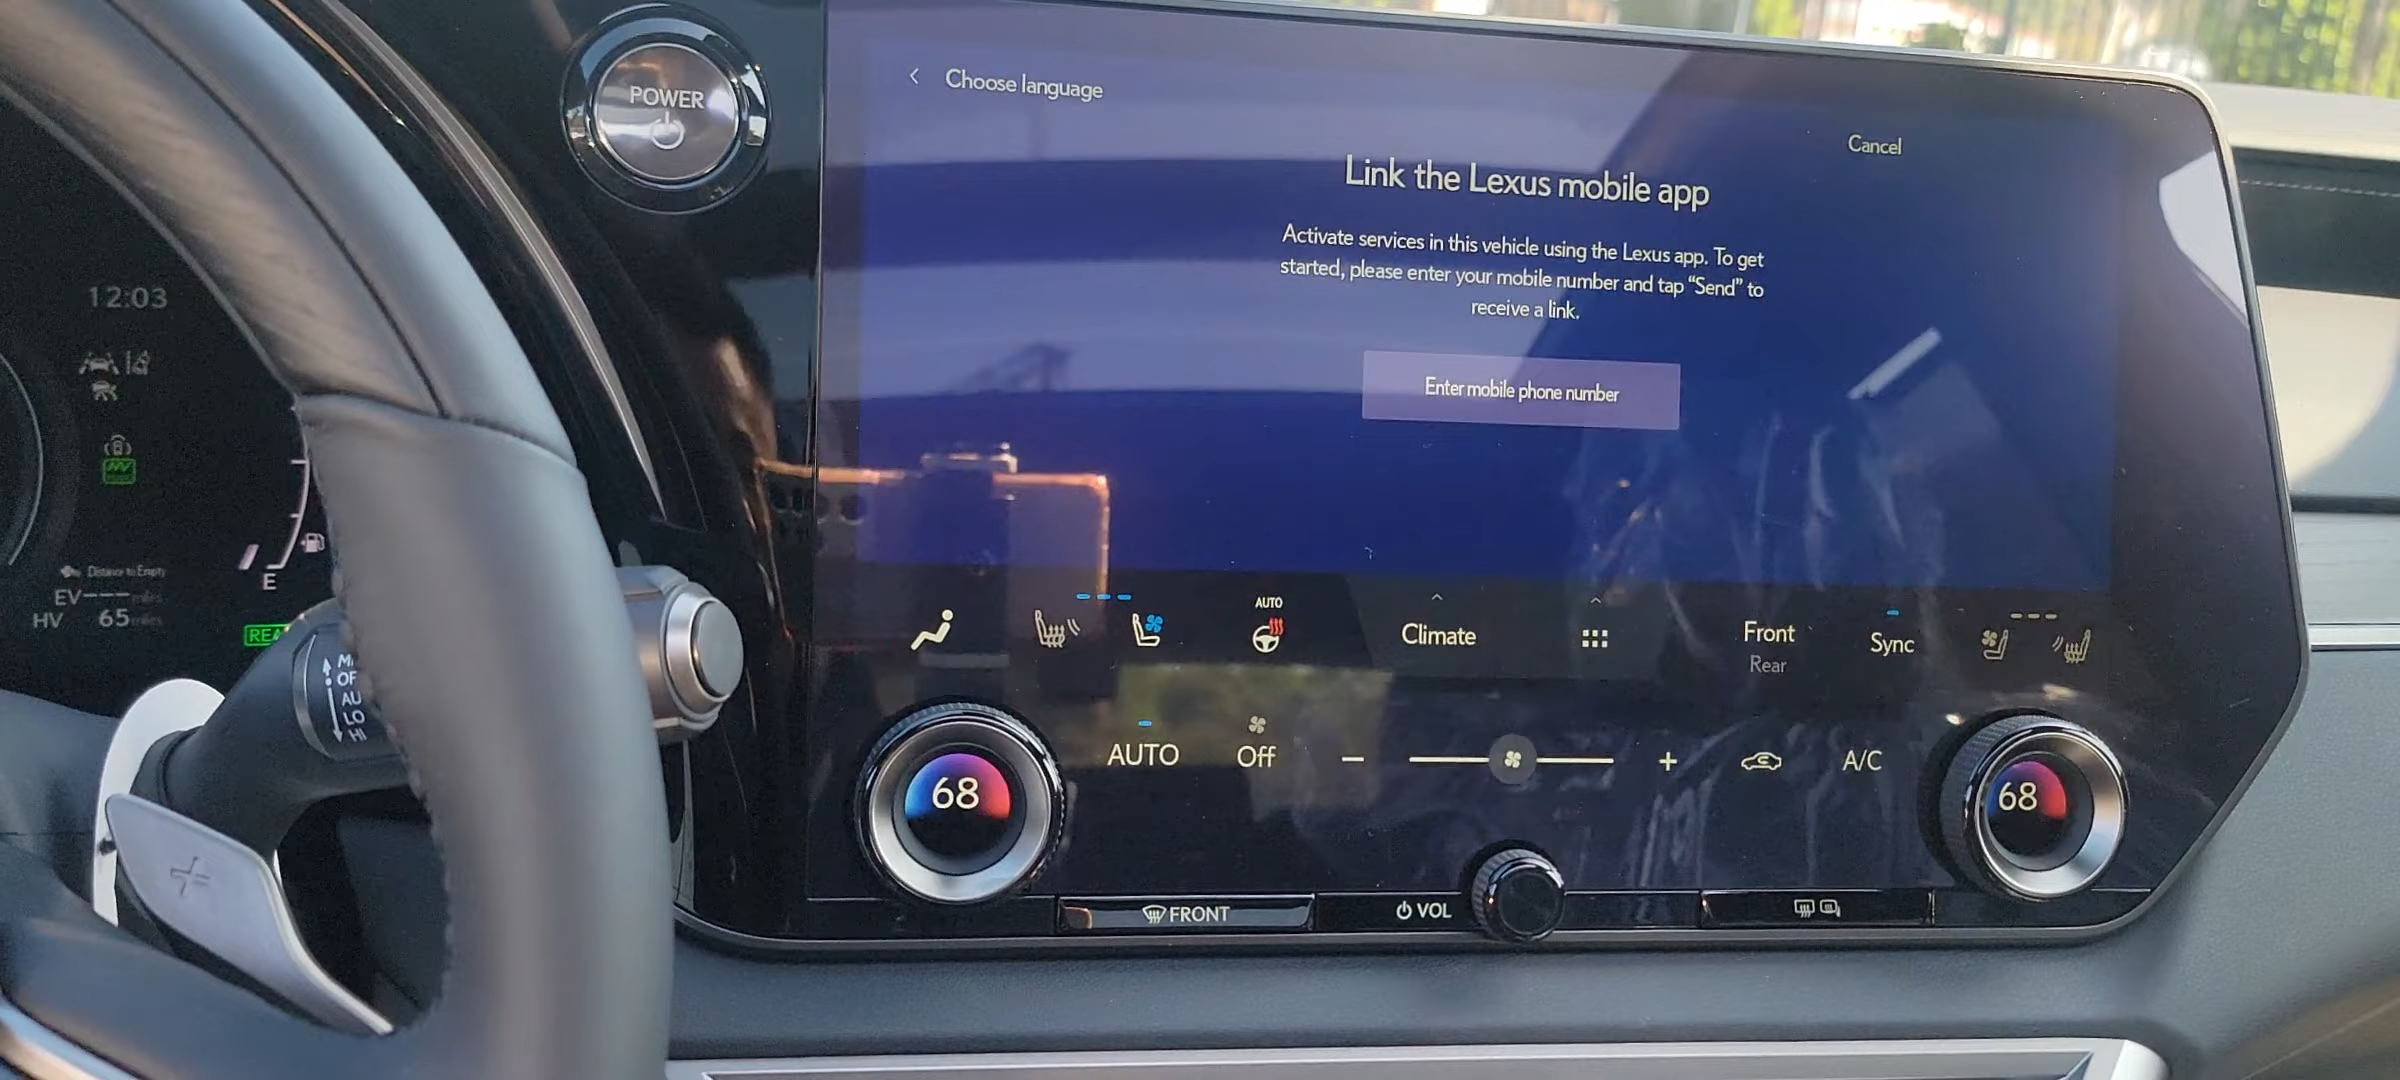 POWER
Choose language
Cancel
Link the Lexus mobile app
Activate services in this vehicle using the Lexus app. To get
started, please enter your mobile number and tap “Send” to
receive a link.
Enter mobile phone number
12:03
Distance to Empty
EV--- miles
HV 65 miles
E
AUTO
Climate
Front
Rear
Sync
OF
AU
LO
HI
68
AUTO
Off
A/C
68
FRONT
VOL